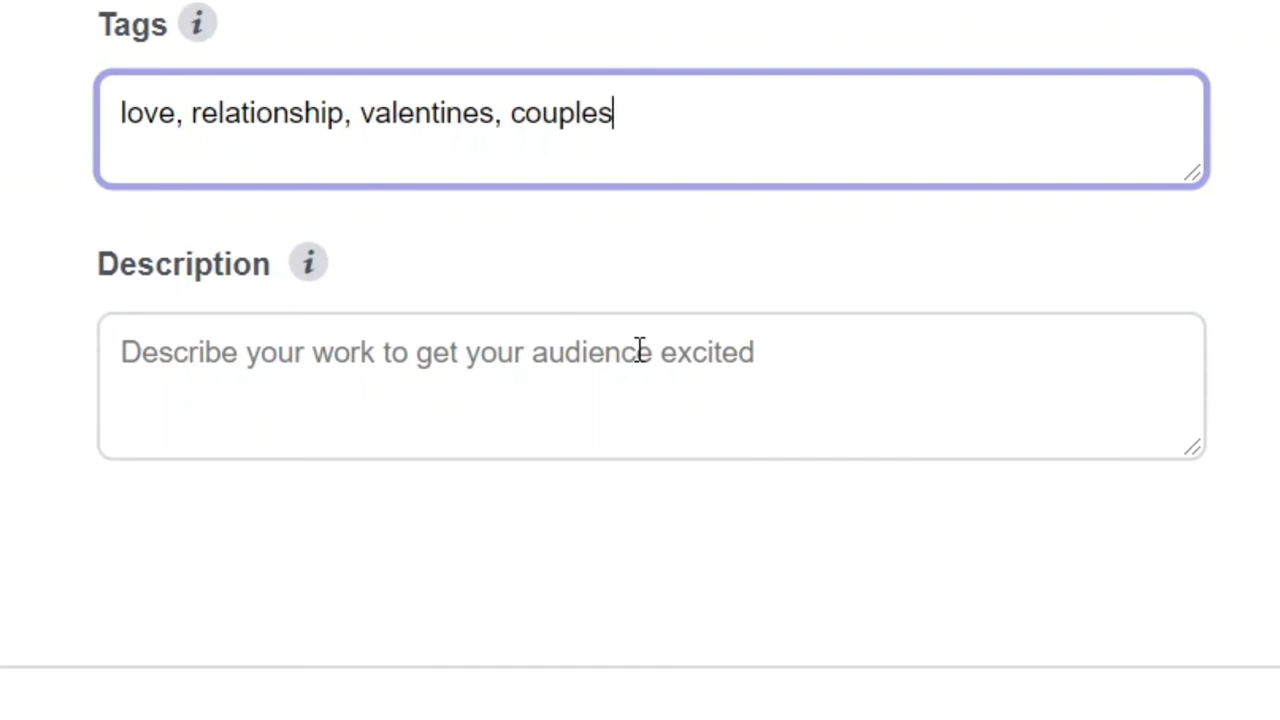 Tags i
love, relationship, valentines, couples
Description i
Describe your work to get your audience excited